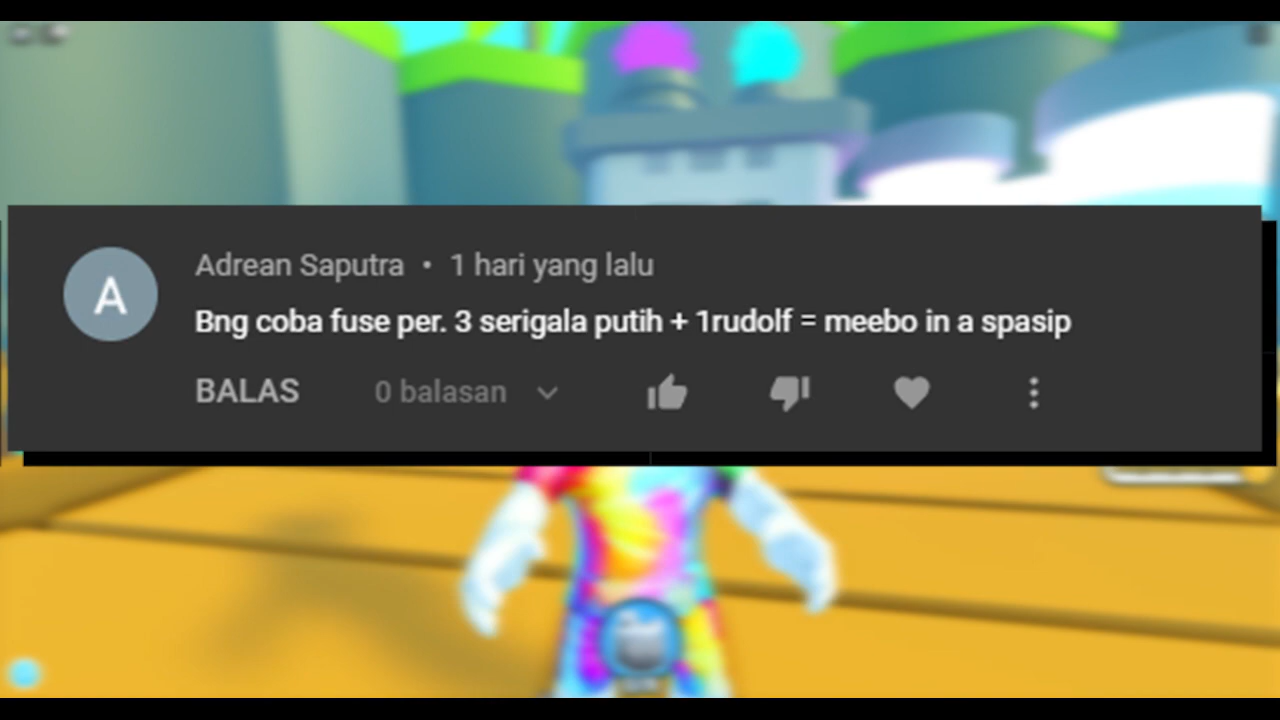 A
Adrean Saputra • 1 hari yang lalu
Bng coba fuse per. 3 serigala putih + 1rudolf = meebo in a spasip
BALAS 0 balasan